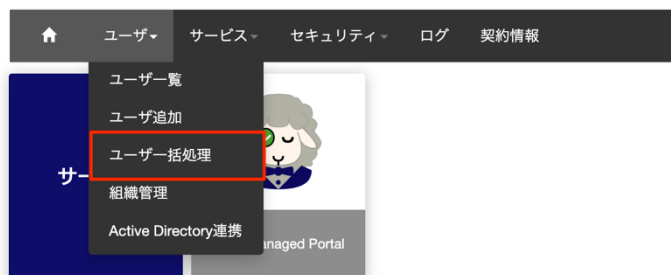 ユーザ サービス セキュリティ ログ 契約情報
ユーザ一覧
ユーザ追加
ユーザ一括処理
サー
組織管理
Active Directory連携
anaged Portal